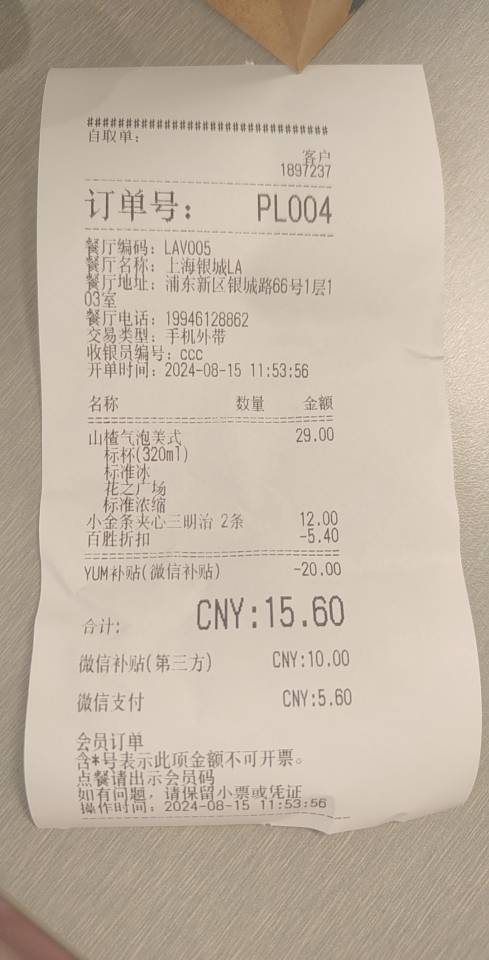 ################################
自取单:
客户
1897237
订单号: PL004
餐厅编码: LAV005
餐厅名称: 上海银城LA
餐厅地址: 浦东新区银城路66号1层1
03室
餐厅电话: 19946128862
交易类型: 手机外带
收银员编号: ccc
开单时间: 2024-08-15 11:53:56
名称 数量 金额
山楂气泡美式 29.00
标杯(320ml)
标准冰
花之广场
标准浓缩
小金条夹心三明治 2条 12.00
百胜折扣 -5.40
YUM补贴(微信补贴) -20.00
合计: CNY:15.60
微信补贴(第三方) CNY:10.00
微信支付 CNY:5.60
会员订单
含*号表示此项金额不可开票。
点餐请出示会员码
如有问题，请保留小票或凭证
操作时间: 2024-08-15 11:53:56